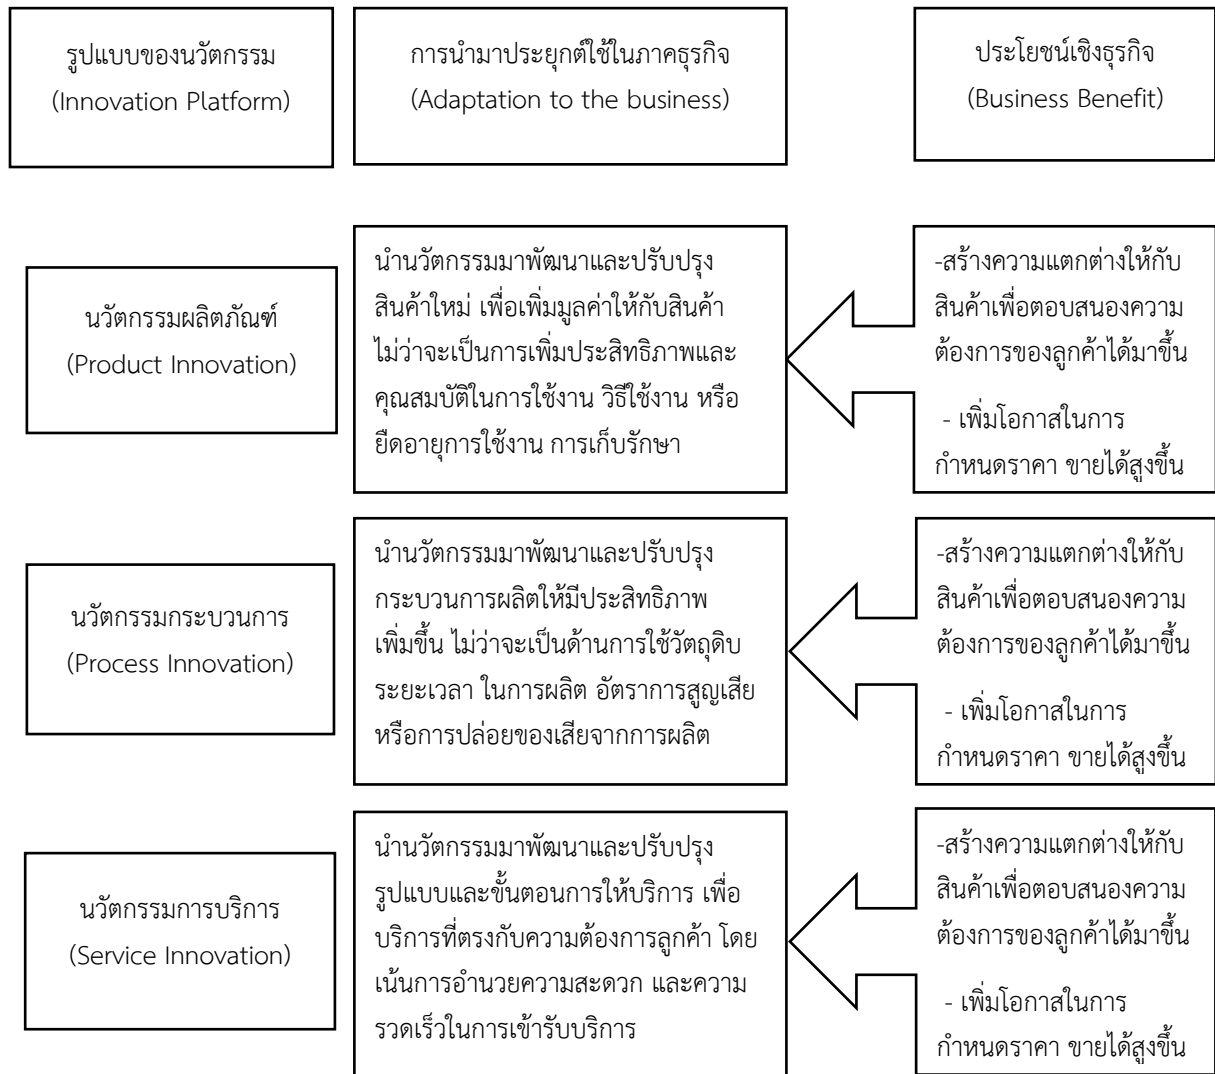 รูปแบบของนวัตกรรม
(Innovation Platform)
การนำมาประยุกต์ใช้ในภาคธุรกิจ
(Adaptation to the business)
ประโยชน์เชิงธุรกิจ
(Business Benefit)
นวัตกรรมผลิตภัณฑ์
(Product Innovation)
นำนวัตกรรมมาพัฒนาและปรับปรุง
สินค้าใหม่ เพื่อเพิ่มมูลค่าให้กับสินค้า
ไม่ว่าจะเป็นการเพิ่มประสิทธิภาพและ
คุณสมบัติในการใช้งาน วิธีใช้งาน หรือ
ยืดอายุการใช้งาน การเก็บรักษา
-สร้างความแตกต่างให้กับ
สินค้าเพื่อตอบสนองความ
ต้องการของลูกค้าได้มาขึ้น
- เพิ่มโอกาสในการ
กำหนดราคา ขายได้สูงขึ้น
นวัตกรรมกระบวนการ
(Process Innovation)
นำนวัตกรรมมาพัฒนาและปรับปรุง
กระบวนการผลิตให้มีประสิทธิภาพ
เพิ่มขึ้น ไม่ว่าจะเป็นด้านการใช้วัตถุดิบ
ระยะเวลา ในการผลิต อัตราการสูญเสีย
หรือการปล่อยของเสียจากการผลิต
-สร้างความแตกต่างให้กับ
สินค้าเพื่อตอบสนองความ
ต้องการของลูกค้าได้มาขึ้น
- เพิ่มโอกาสในการ
กำหนดราคา ขายได้สูงขึ้น
นวัตกรรมการบริการ
(Service Innovation)
นำนวัตกรรมมาพัฒนาและปรับปรุง
รูปแบบและขั้นตอนการให้บริการ เพื่อ
บริการที่ตรงกับความต้องการลูกค้า โดย
เน้นการอำนวยความสะดวก และความ
รวดเร็วในการเข้ารับบริการ
-สร้างความแตกต่างให้กับ
สินค้าเพื่อตอบสนองความ
ต้องการของลูกค้าได้มาขึ้น
- เพิ่มโอกาสในการ
กำหนดราคา ขายได้สูงขึ้น